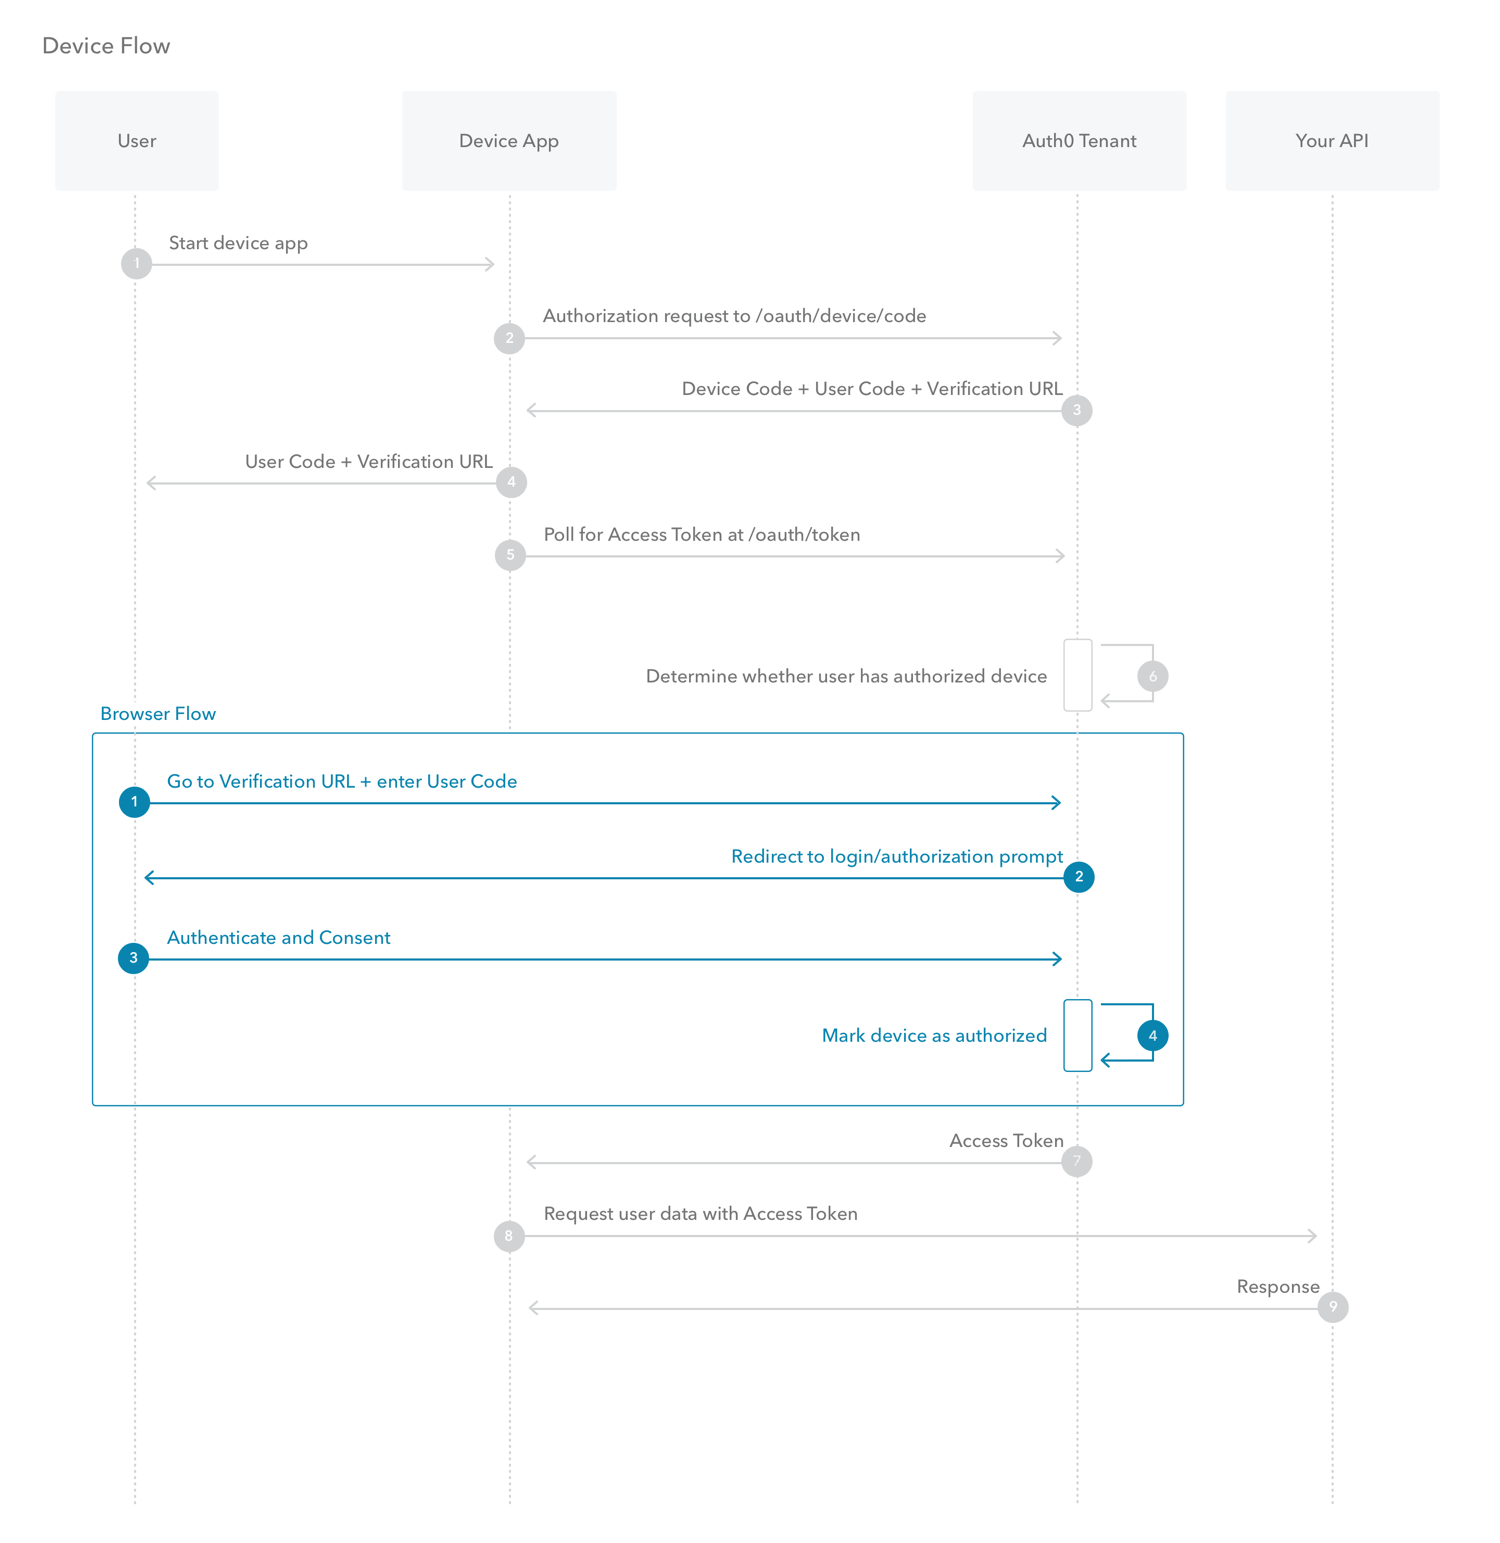 Device Flow
User
Device App
Auth0 Tenant
Your API
Start device app
1
Authorization request to /oauth/device/code
2
Device Code + User Code + Verification URL
3
User Code + Verification URL
4
Poll for Access Token at /oauth/token
5
Determine whether user has authorized device
6
Browser Flow
Go to Verification URL + enter User Code
1
Redirect to login/authorization prompt
2
Authenticate and Consent
3
Mark device as authorized
4
Access Token
7
Request user data with Access Token
8
Response
9